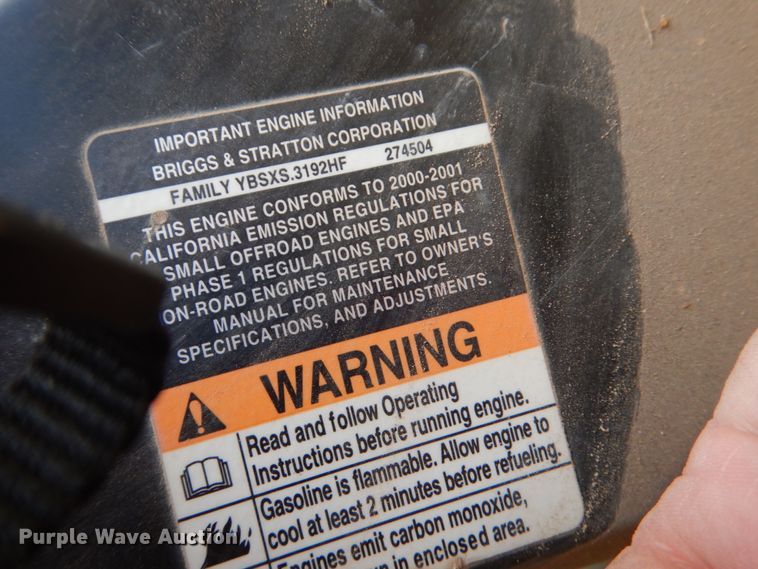 IMPORTANT ENGINE INFORMATION
BRIGGS & STRATTON CORPORATION
FAMILY YBSXS.3192HF 274504
THIS ENGINE CONFORMS TO 2000-2001
CALIFORNIA EMISSION REGULATIONS FOR
SMALL OFFROAD ENGINES AND EPA
PHASE 1 REGULATIONS FOR SMALL
ON-ROAD ENGINES. REFER TO OWNER'S
MANUAL FOR MAINTENANCE
SPECIFICATIONS, AND ADJUSTMENTS.
WARNING
Read and follow Operating
Instructions before running engine.
Gasoline is flammable. Allow engine to
cool at least 2 minutes before refueling.
Engines emit carbon monoxide,
in enclosed area.
Purple Wave Auction